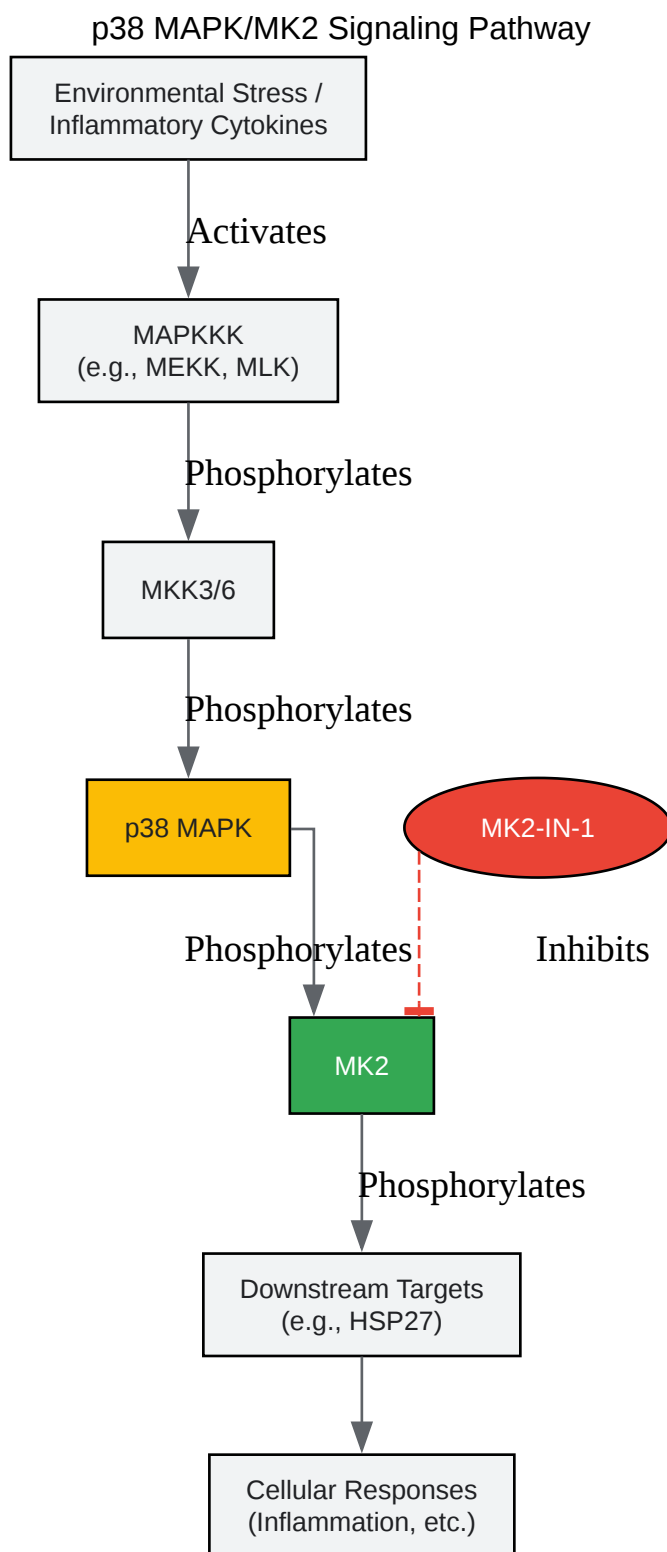 p38 MAPK/MK2 Signaling Pathway
Environmental Stress /
Inflammatory Cytokines
Activates
MAPKKK
(e.g., MEKK, MLK)
Phosphorylates
MKK3/6
Phosphorylates
p38 MAPK
MK2-IN-1
Phosphorylates
Inhibits
MK2
Phosphorylates
Downstream Targets
(e.g., HSP27)
Cellular Responses
(Inflammation, etc.)